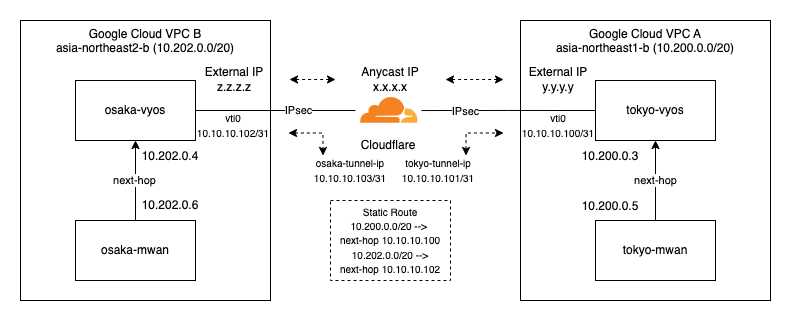 Google Cloud VPC B
asia-northeast2-b (10.202.0.0/20)
External IP
z.z.z.z
osaka-vyos
IPsec
vti0
10.10.10.102/31
10.202.0.4
next-hop
10.202.0.6
osaka-mwan
Anycast IP
x.x.x.x
Cloudflare
osaka-tunnel-ip
10.10.10.103/31
tokyo-tunnel-ip
10.10.10.101/31
Static Route
10.200.0.0/20 -->
next-hop 10.10.10.100
10.202.0.0/20 -->
next-hop 10.10.10.102
Google Cloud VPC A
asia-northeast1-b (10.200.0.0/20)
External IP
y.y.y.y
IPsec
tokyo-vyos
vti0
10.10.10.100/31
10.200.0.3
next-hop
10.200.0.5
tokyo-mwan